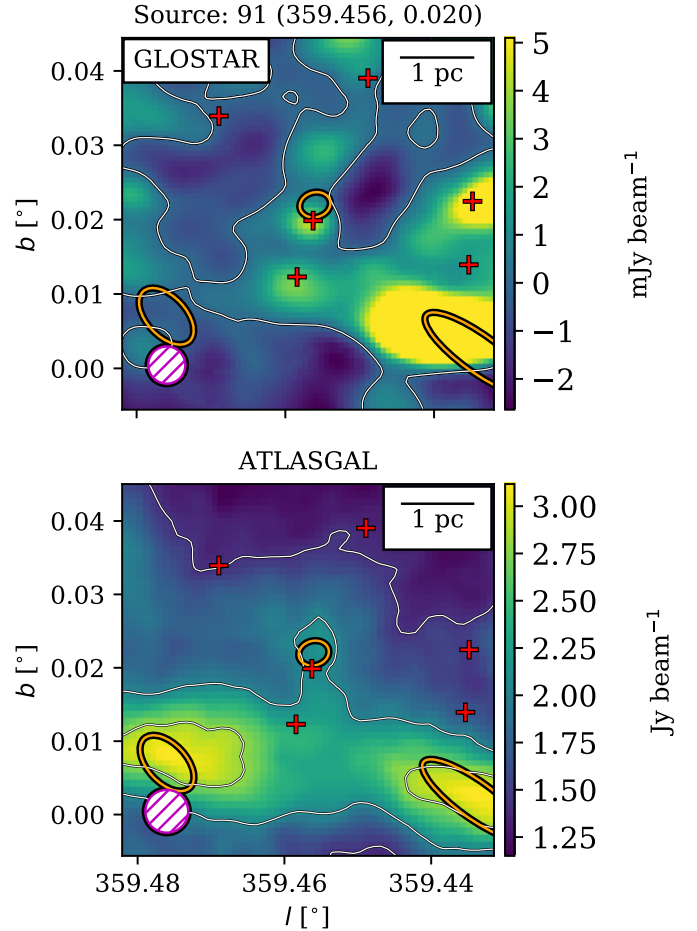 Source: 91 (359.456, 0.020)
GLOSTAR
1 pc
0.04
0.03
0.02
0.01
0.00
b [°]
5
4
3
2
1
0
−1
−2
mJy beam⁻¹
ATLASGAL
1 pc
0.04
0.03
0.02
0.01
0.00
b [°]
359.48 359.46 359.44
l [°]
3.00
2.75
2.50
2.25
2.00
1.75
1.50
1.25
Jy beam⁻¹